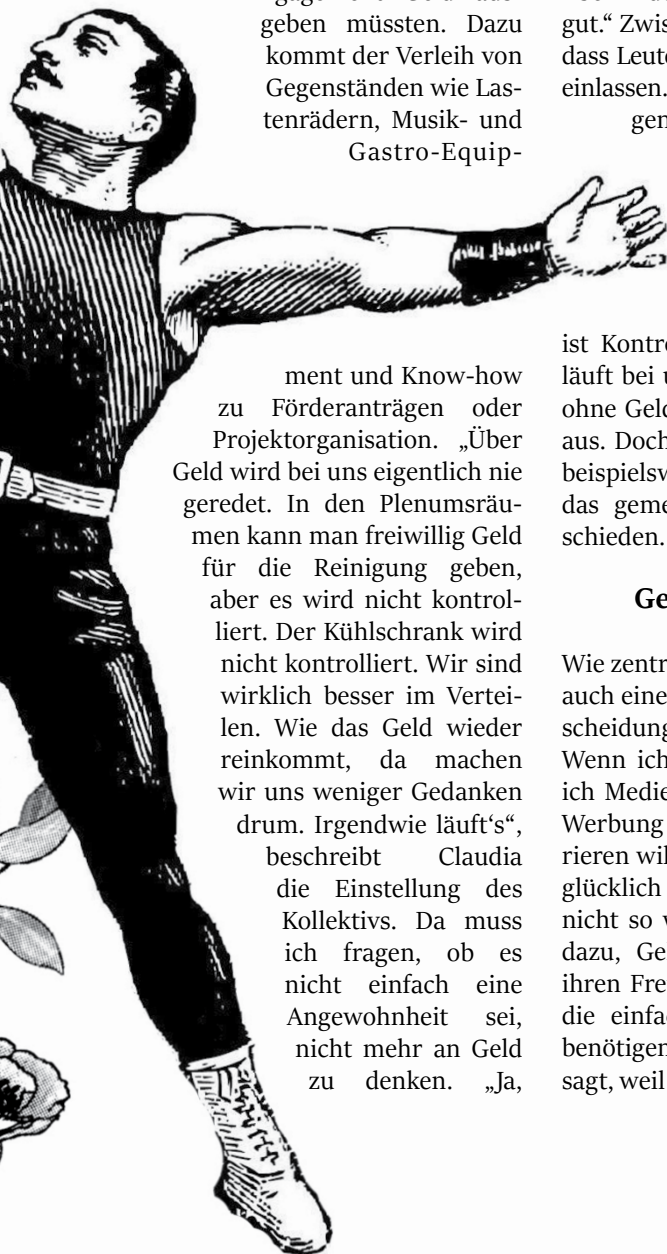 geben müssten. Dazu
kommt der Verleih von
Gegenständen wie Las-
tenrädern, Musik- und
Gastro-Equip-
ment und Know-how
zu Förderanträgen oder
Projektorganisation. „Über
Geld wird bei uns eigentlich nie
geredet. In den Plenumsräu-
men kann man freiwillig Geld
für die Reinigung geben,
aber es wird nicht kontrol-
liert. Der Kühlschrank wird
nicht kontrolliert. Wir sind
wirklich besser im Vertei-
len. Wie das Geld wieder
reinkommt, da machen
wir uns weniger Gedanken
drum. Irgendwie läuft‘s“,
beschreibt Claudia
die Einstellung des
Kollektivs. Da muss
ich fragen, ob es
nicht einfach eine
Angewohnheit sei,
nicht mehr an Geld
zu denken. „Ja,
gut.“ Zwis
dass Leute
einlassen.
gen
ist Kontro
läuft bei u
ohne Geld
aus. Doch
beispielsw
das geme
schieden.
Ge
Wie zentr
auch eine
scheidung
Wenn ich
ich Medie
Werbung
rieren wil
glücklich
nicht so v
dazu, Ge
ihren Fre
die einfac
benötigen
sagt, weil